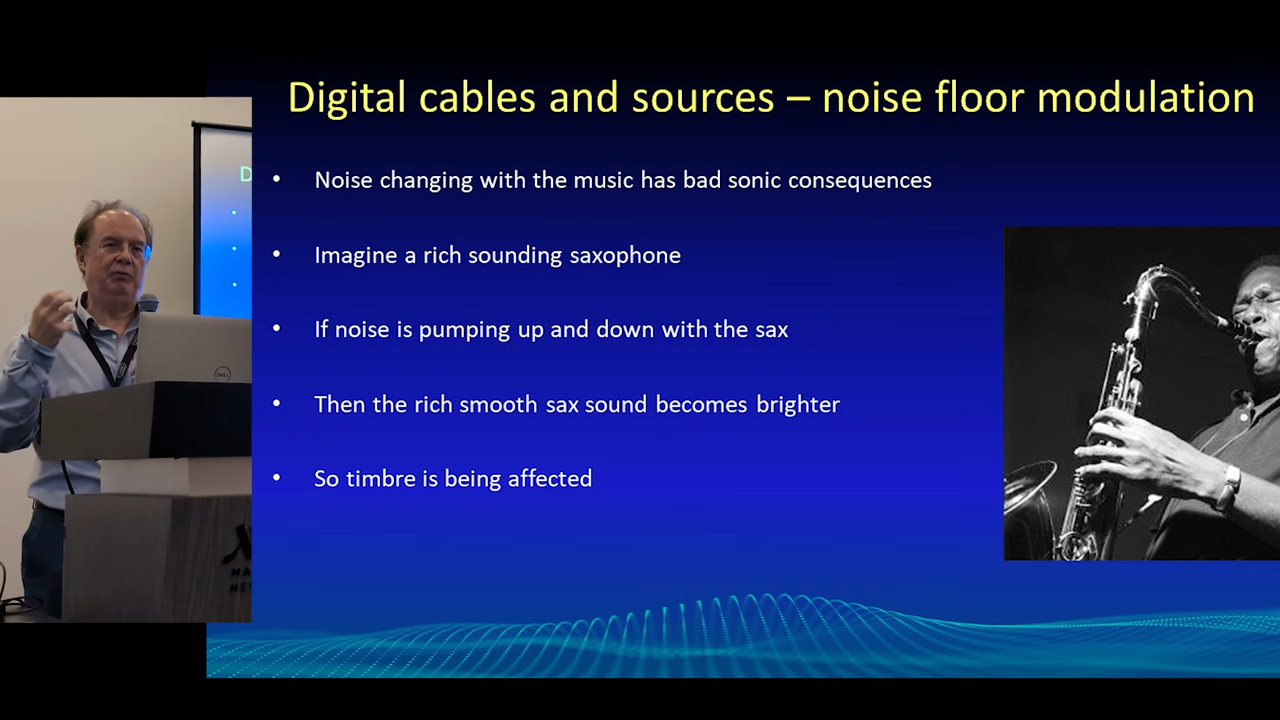 Digital cables and sources – noise floor modulation
• Noise changing with the music has bad sonic consequences
• Imagine a rich sounding saxophone
• If noise is pumping up and down with the sax
• Then the rich smooth sax sound becomes brighter
• So timbre is being affected
D
DELL